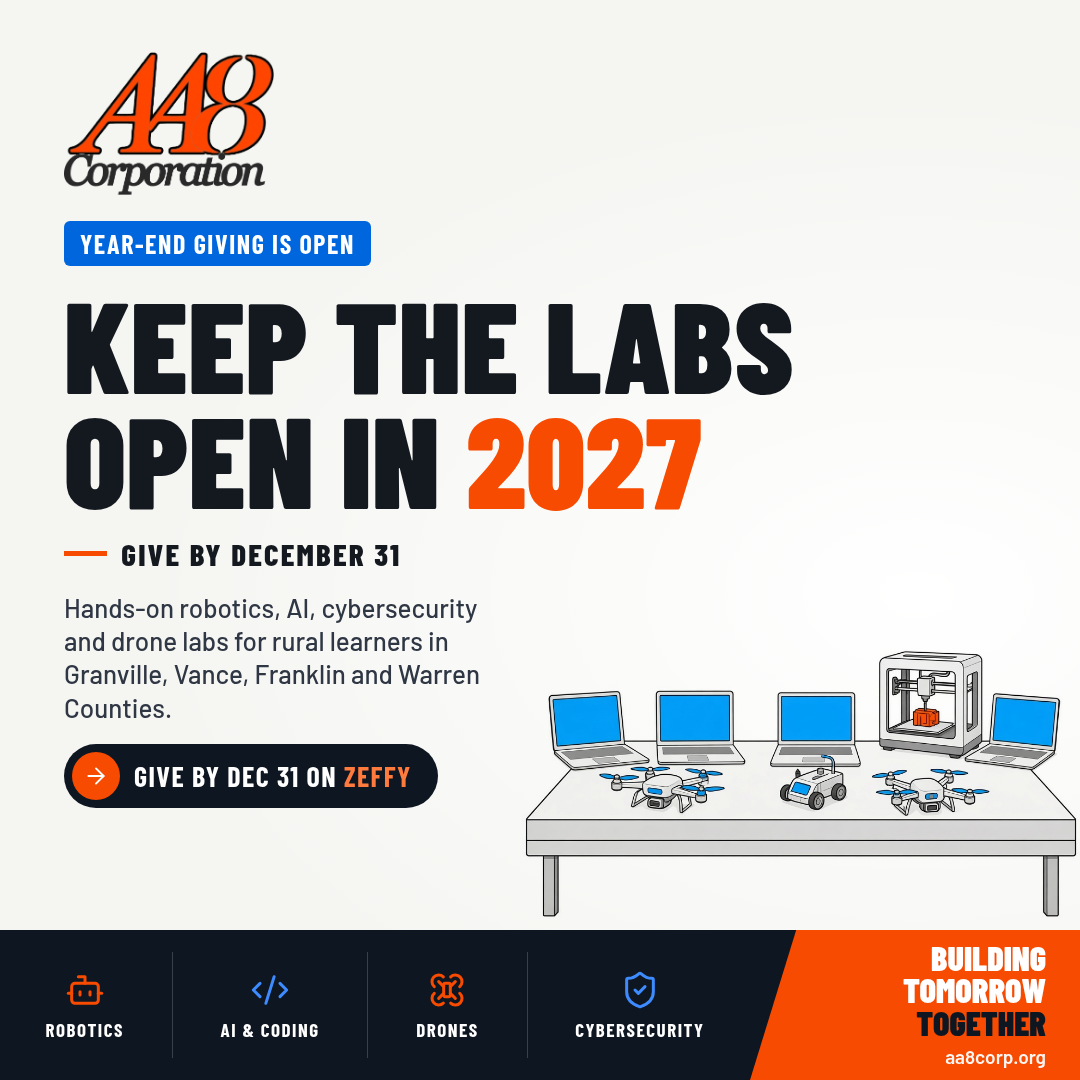 AA8
Corporation
YEAR-END GIVING IS OPEN
KEEP THE LABS
OPEN IN 2027
GIVE BY DECEMBER 31
Hands-on robotics, AI, cybersecurity
and drone labs for rural learners in
Granville, Vance, Franklin and Warren
Counties.
GIVE BY DEC 31 ON ZEFFY
ROBOTICS
AI & CODING
DRONES
CYBERSECURITY
BUILDING
TOMORROW
TOGETHER
aa8corp.org